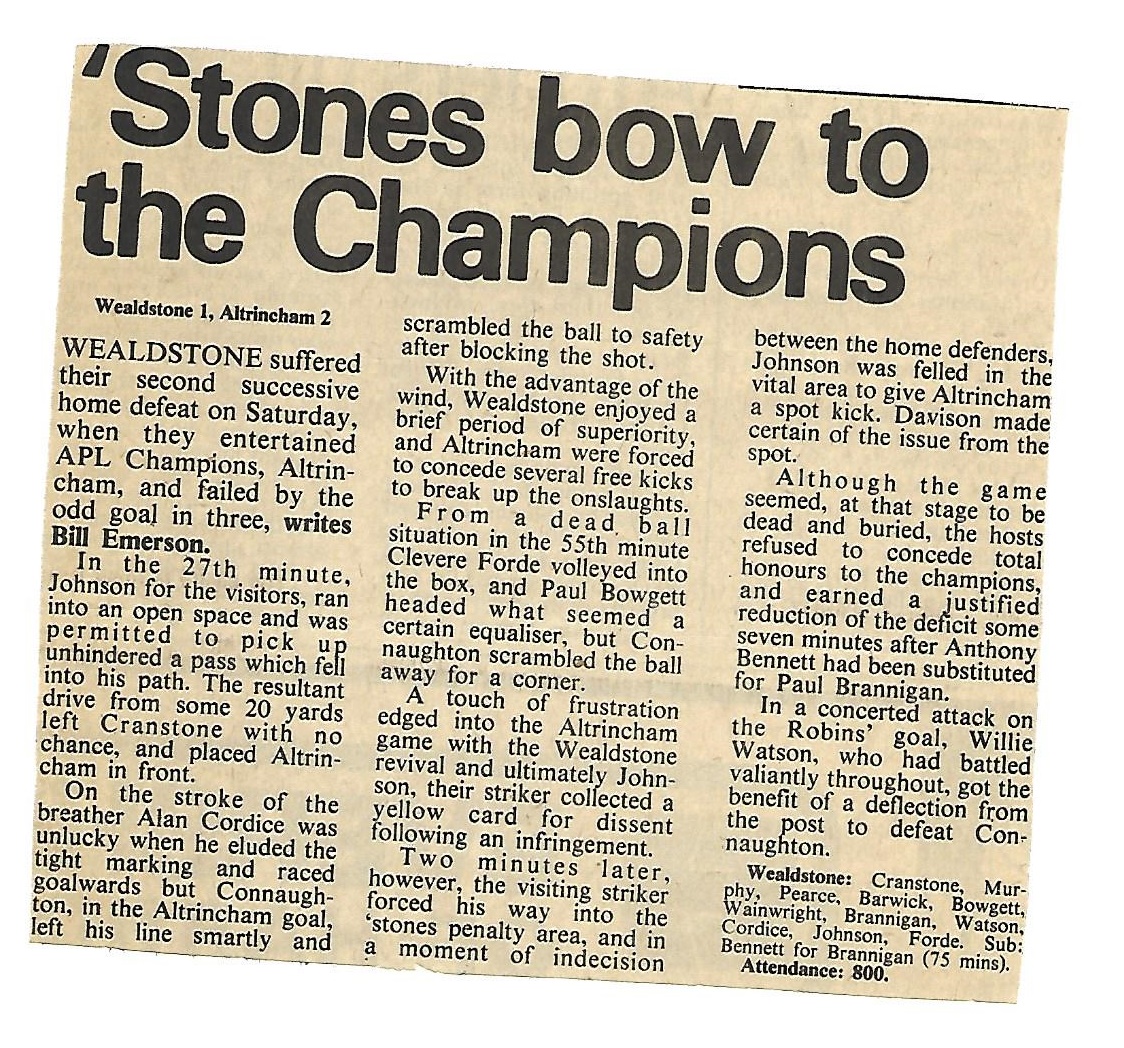 'Stones bow to
the Champions
Wealdstone 1, Altrincham 2
WEALDSTONE suffered
their second successive
home defeat on Saturday,
when they entertained
APL Champions, Altrin-
cham, and failed by the
odd goal in three, writes
Bill Emerson.
In the 27th minute,
Johnson for the visitors, ran
into an open space and was
permitted to pick up
unhindered a pass which fell
into his path. The resultant
drive from some 20 yards
left Cranstone with no
chance, and placed Altrin-
cham in front.
On the stroke of the
breather Alan Cordice was
unlucky when he eluded the
tight marking and raced
goalwards but Connaugh-
ton, in the Altrincham goal,
left his line smartly and
scrambled the ball to safety
after blocking the shot.
With the advantage of the
wind, Wealdstone enjoyed a
brief period of superiority,
and Altrincham were forced
to concede several free kicks
to break up the onslaughts.
From a dead ball
situation in the 55th minute
Clevere Forde volleyed into
the box, and Paul Bowgett
headed what seemed a
certain equaliser, but Con-
naughton scrambled the ball
away for a corner.
A touch of frustration
edged into the Altrincham
game with the Wealdstone
revival and ultimately John-
son, their striker collected a
yellow card for dissent
following an infringement.
Two minutes later,
however, the visiting striker
forced his way into the
'stones penalty area, and in
a moment of indecision
between the home defenders,
Johnson was felled in the
vital area to give Altrincham
a spot kick. Davison made
certain of the issue from the
spot.
Although the game
seemed, at that stage to be
dead and buried, the hosts
refused to concede total
honours to the champions,
and earned a justified
reduction of the deficit some
seven minutes after Anthony
Bennett had been substituted
for Paul Brannigan.
In a concerted attack on
the Robins' goal, Willie
Watson, who had battled
valiantly throughout, got the
benefit of a deflection from
the post to defeat Con-
naughton.
Wealdstone: Cranstone, Mur-
phy, Pearce, Barwick, Bowgett,
Wainwright, Brannigan, Watson,
Cordice, Johnson, Forde. Sub:
Bennett for Brannigan (75 mins).
Attendance: 800.